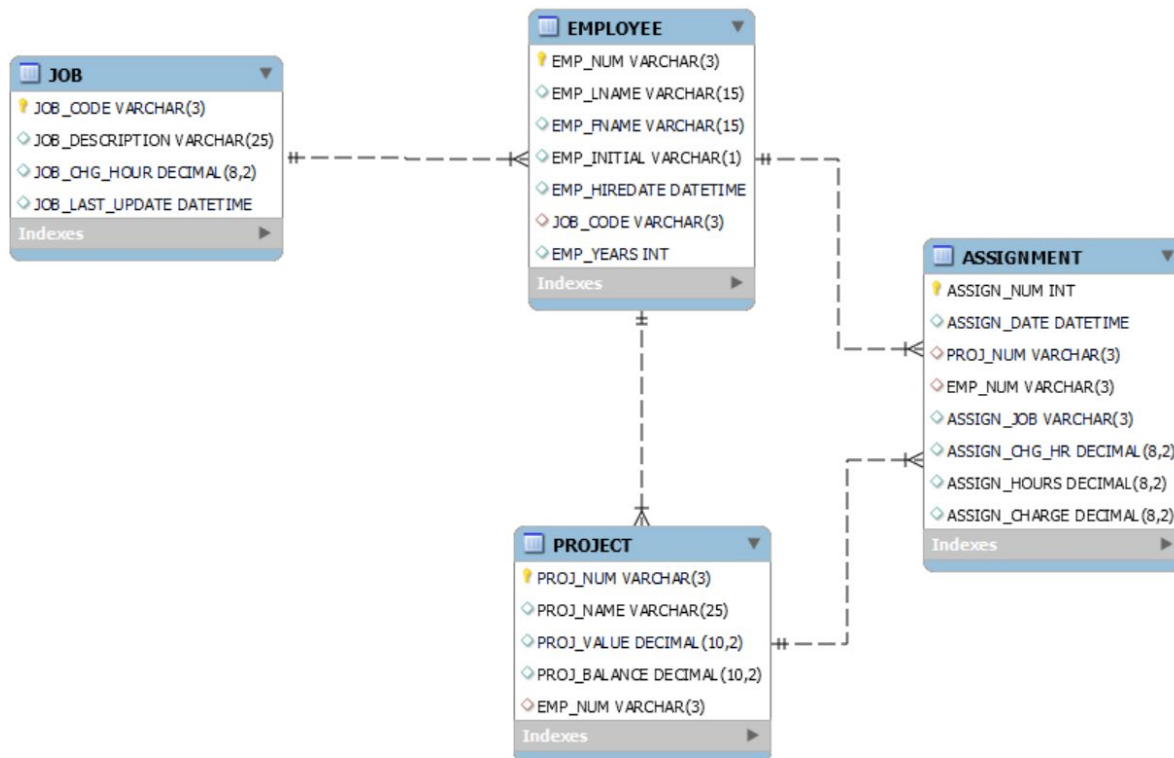 JOB
JOB_CODE VARCHAR(3)
JOB_DESCRIPTION VARCHAR(25)
JOB_CHG_HOUR DECIMAL(8,2)
JOB_LAST_UPDATE DATETIME
Indexes
EMPLOYEE
EMP_NUM VARCHAR(3)
EMP_LNAME VARCHAR(15)
EMP_FNAME VARCHAR(15)
EMP_INITIAL VARCHAR(1)
EMP_HIREDATE DATETIME
JOB_CODE VARCHAR(3)
EMP_YEARS INT
Indexes
ASSIGNMENT
ASSIGN_NUM INT
ASSIGN_DATE DATETIME
PROJ_NUM VARCHAR(3)
EMP_NUM VARCHAR(3)
ASSIGN_JOB VARCHAR(3)
ASSIGN_CHG_HR DECIMAL(8,2)
ASSIGN_HOURS DECIMAL(8,2)
ASSIGN_CHARGE DECIMAL(8,2)
Indexes
PROJECT
PROJ_NUM VARCHAR(3)
PROJ_NAME VARCHAR(25)
PROJ_VALUE DECIMAL(10,2)
PROJ_BALANCE DECIMAL(10,2)
EMP_NUM VARCHAR(3)
Indexes